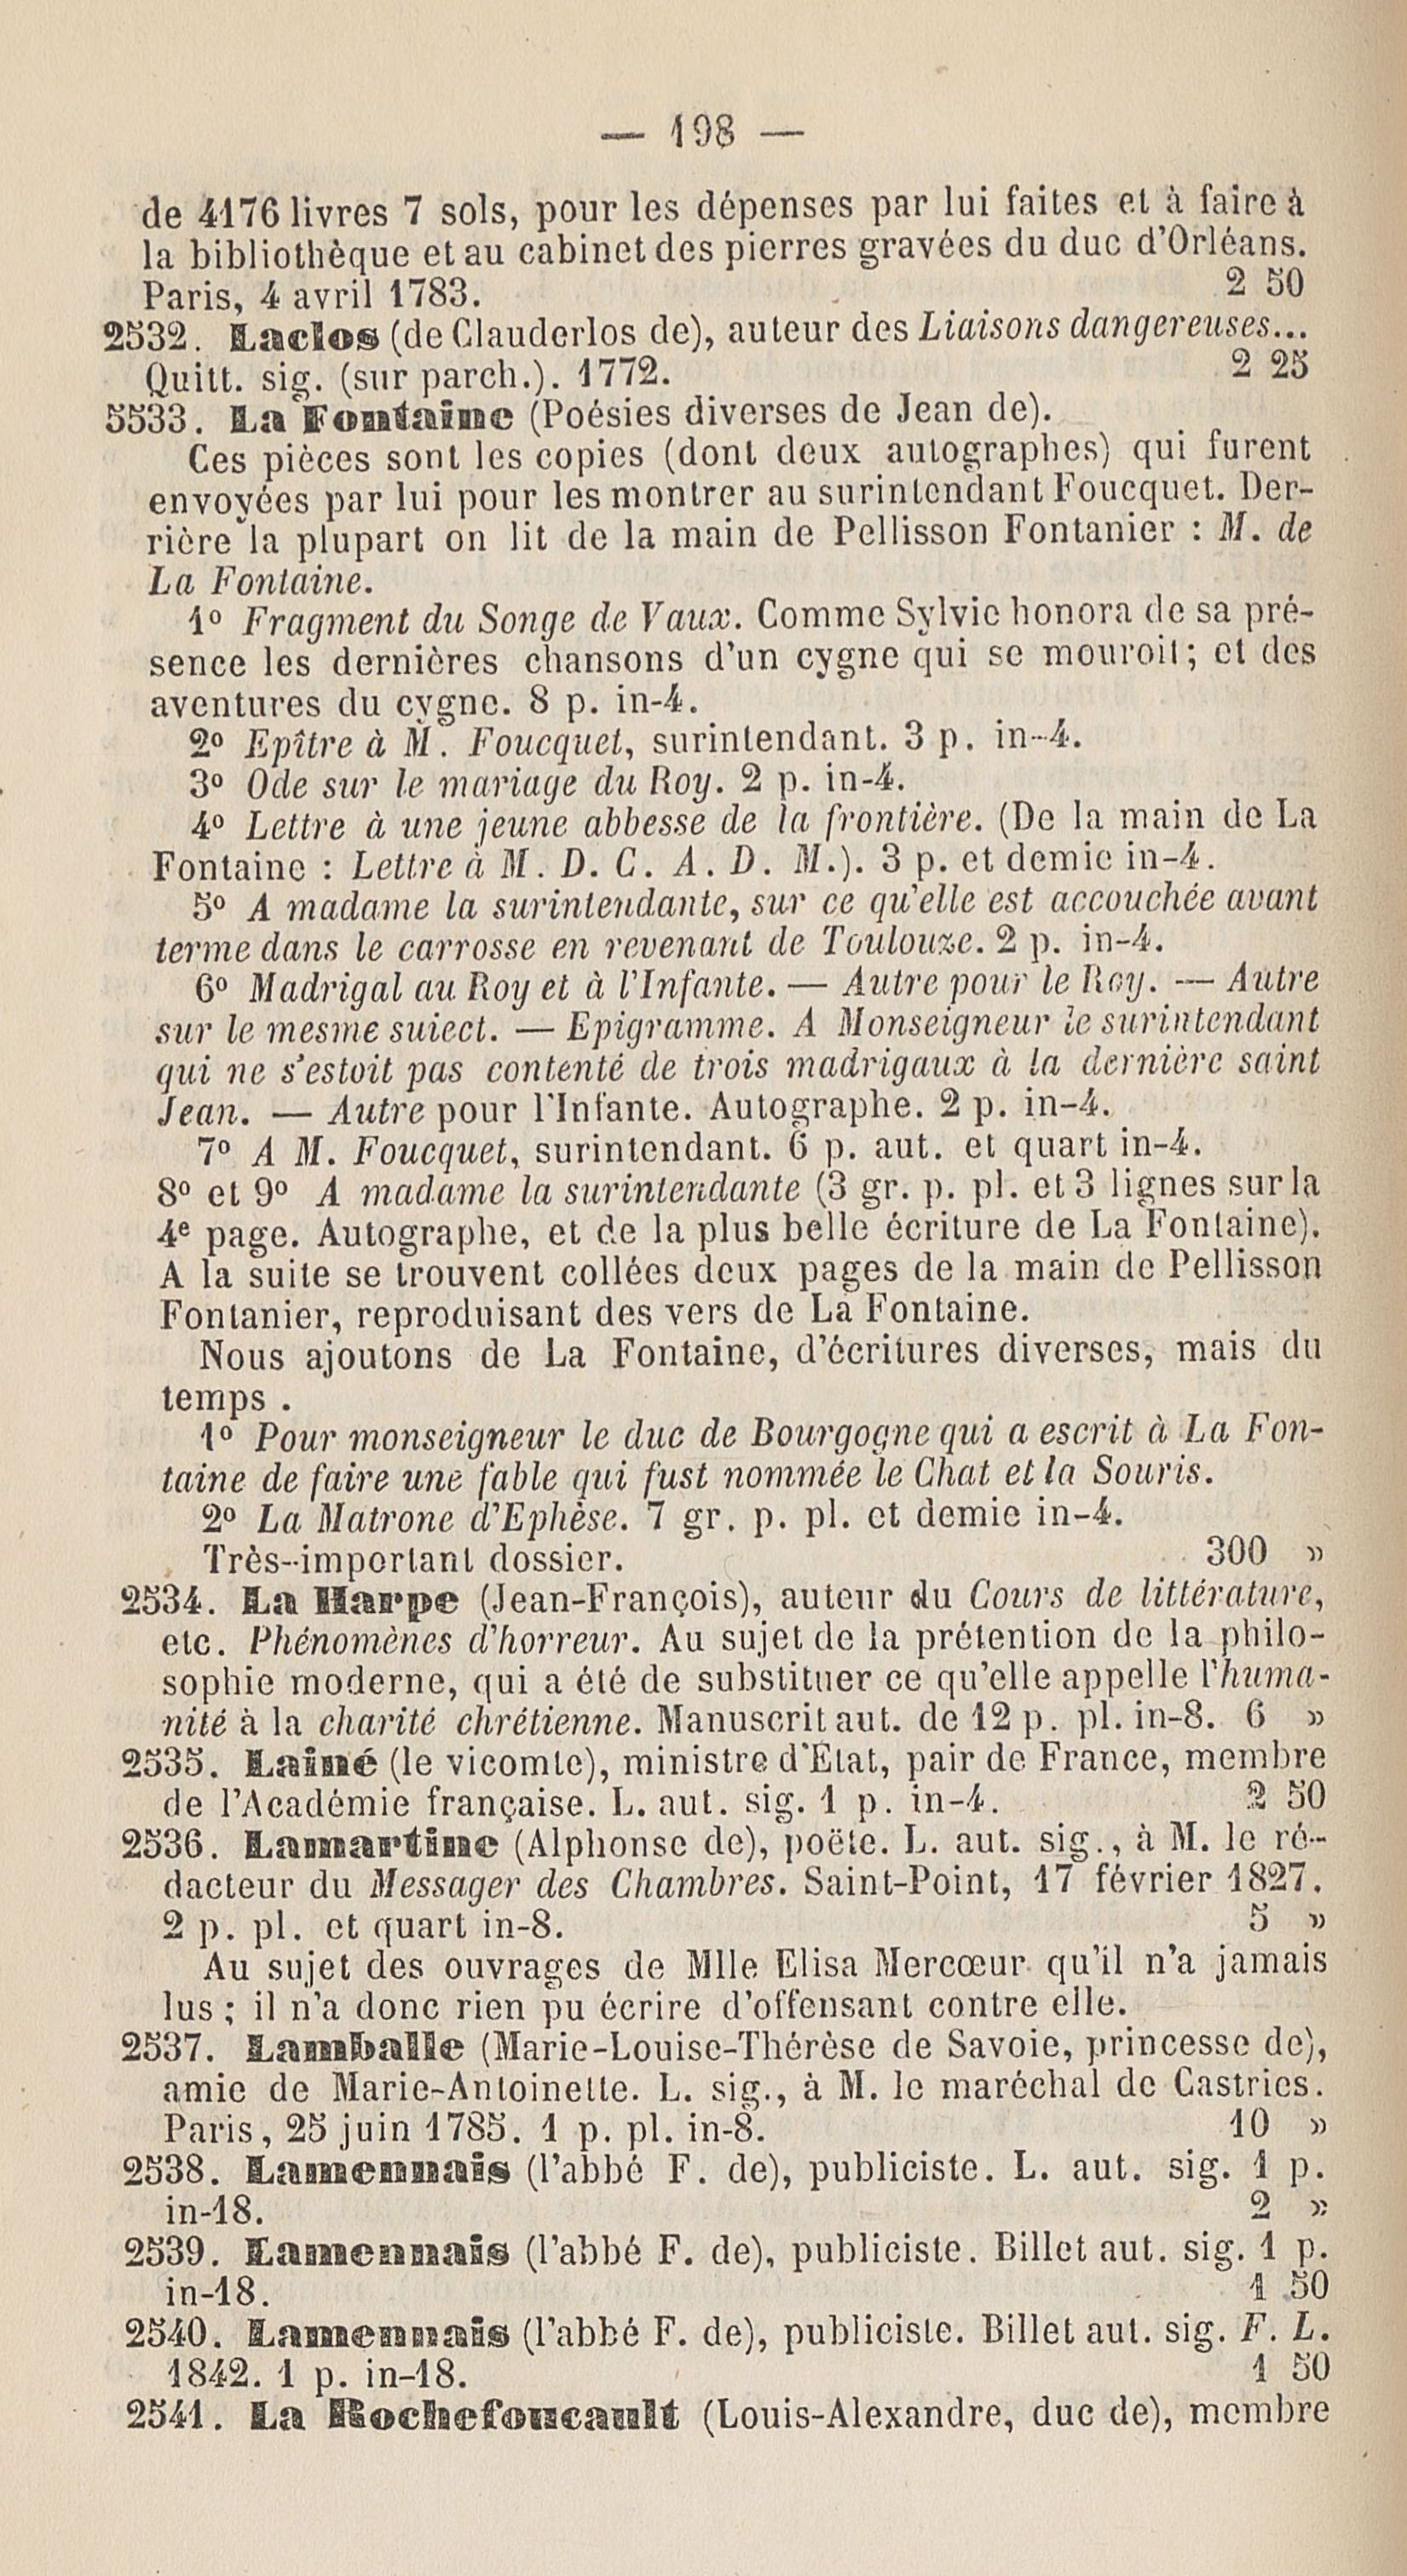 — 198 —
de 4176 livres 7 sols, pour les dépenses par lui faites et à faire à
la bibliothèque et au cabinet des pierres gravées du duc d'Orléans.
Paris, 4 avril 1783. 2 50
2532. Laclos (de Clauderlos de), auteur des Liaisons dangereuses...
Quitt. sig. (sur parch.). 1772. 2 25
5533. La Fontaine (Poésies diverses de Jean de).
Ces pièces sont les copies (dont deux autographes) qui furent
envoyées par lui pour les montrer au surintendant Foucquet. Der-
rière la plupart on lit de la main de Pellisson Fontanier : M. de
La Fontaine.
1º Fragment du Songe de Vaux. Comme Sylvie honora de sa pré-
sence les dernières chansons d'un cygne qui se mouroit; et des
aventures du cygne. 8 p. in-4.
2º Epître à M. Foucquet, surintendant. 3 p. in-4.
3º Ode sur le mariage du Roy. 2 p. in-4.
4º Lettre à une jeune abbesse de la frontière. (De la main de La
Fontaine : Lettre à M. D. C. A. D. M.). 3 p. et demie in-4.
5º A madame la surintendante, sur ce qu'elle est accouchée avant
terme dans le carrosse en revenant de Toulouze. 2 p. in-4.
6º Madrigal au Roy et à l'Infante. — Autre pour le Roy. — Autre
sur le mesme suiect. — Epigramme. A Monseigneur le surintendant
qui ne s'estoit pas contenté de trois madrigaux à la dernière saint
Jean. — Autre pour l'Infante. Autographe. 2 p. in-4.
7º A M. Foucquet, surintendant. 6 p. aut. et quart in-4.
8º et 9º A madame la surintendante (3 gr. p. pl. et 3 lignes sur la
4e page. Autographe, et de la plus belle écriture de La Fontaine).
A la suite se trouvent collées deux pages de la main de Pellisson
Fontanier, reproduisant des vers de La Fontaine.
Nous ajoutons de La Fontaine, d'écritures diverses, mais du
temps .
1º Pour monseigneur le duc de Bourgogne qui a escrit à La Fon-
taine de faire une fable qui fust nommée le Chat et la Souris.
2º La Matrone d'Ephèse. 7 gr. p. pl. et demie in-4.
Très-important dossier. 300 »
2534. La Harpe (Jean-François), auteur du Cours de littérature,
etc. Phénomènes d'horreur. Au sujet de la prétention de la philo-
sophie moderne, qui a été de substituer ce qu'elle appelle l'huma-
nité à la charité chrétienne. Manuscrit aut. de 12 p. pl. in-8. 6 »
2535. Lainé (le vicomte), ministre d'Etat, pair de France, membre
de l'Académie française. L. aut. sig. 1 p. in-4. 2 50
2536. Lamartine (Alphonse de), poëte. L. aut. sig., à M. le ré-
dacteur du Messager des Chambres. Saint-Point, 17 février 1827.
2 p. pl. et quart in-8. 5 »
Au sujet des ouvrages de Mlle Elisa Mercœur qu'il n'a jamais
lus ; il n'a donc rien pu écrire d'offensant contre elle.
2537. Lamballe (Marie-Louise-Thérèse de Savoie, princesse de),
amie de Marie-Antoinette. L. sig., à M. le maréchal de Castries.
Paris, 25 juin 1785. 1 p. pl. in-8. 10 »
2538. Lamennais (l'abbé F. de), publiciste. L. aut. sig. 1 p.
in-18. 2 »
2539. Lamennais (l'abbé F. de), publiciste. Billet aut. sig. 1 p.
in-18. 1 50
2540. Lamennais (l'abbé F. de), publiciste. Billet aut. sig. F. L.
1842. 1 p. in-18. 1 50
2541. La Rochefoucault (Louis-Alexandre, duc de), membre